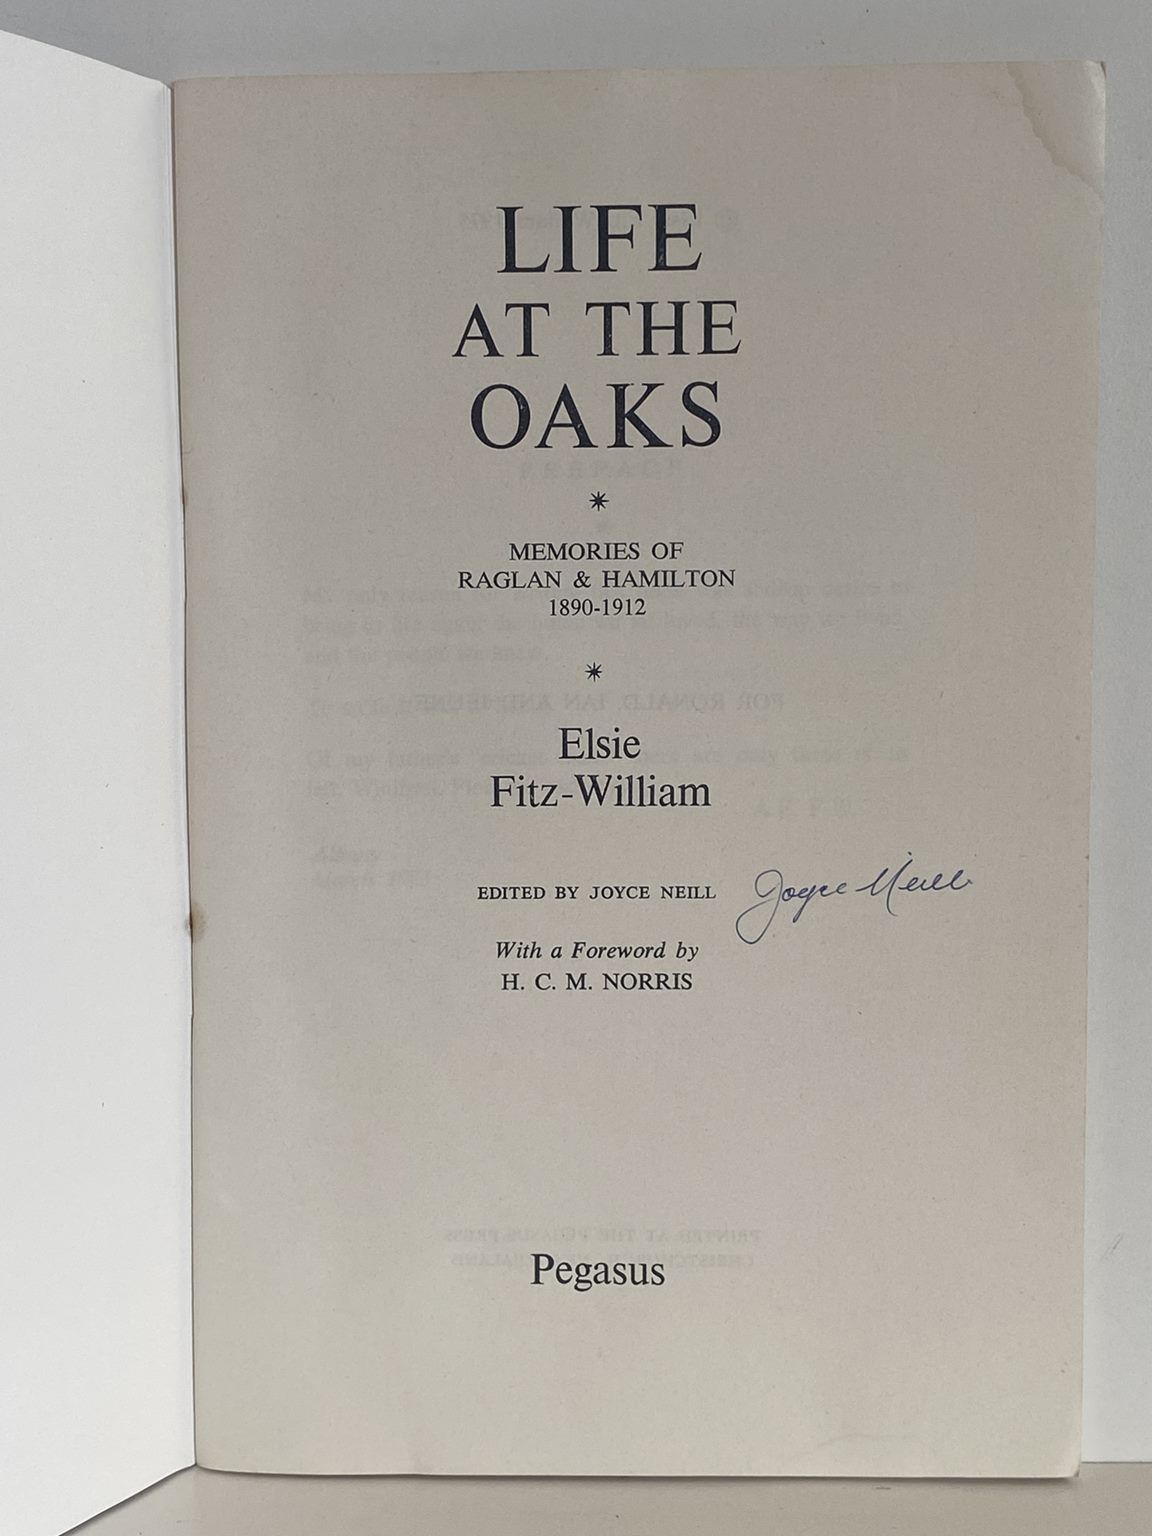 LIFE
AT THE
OAKS
MEMORIES OF
RAGLAN & HAMILTON
1890-1912
Elsie
Fitz-William
EDITED BY JOYCE NEILL Joyce Neill
With a Foreword by
H. C. M. NORRIS
Pegasus